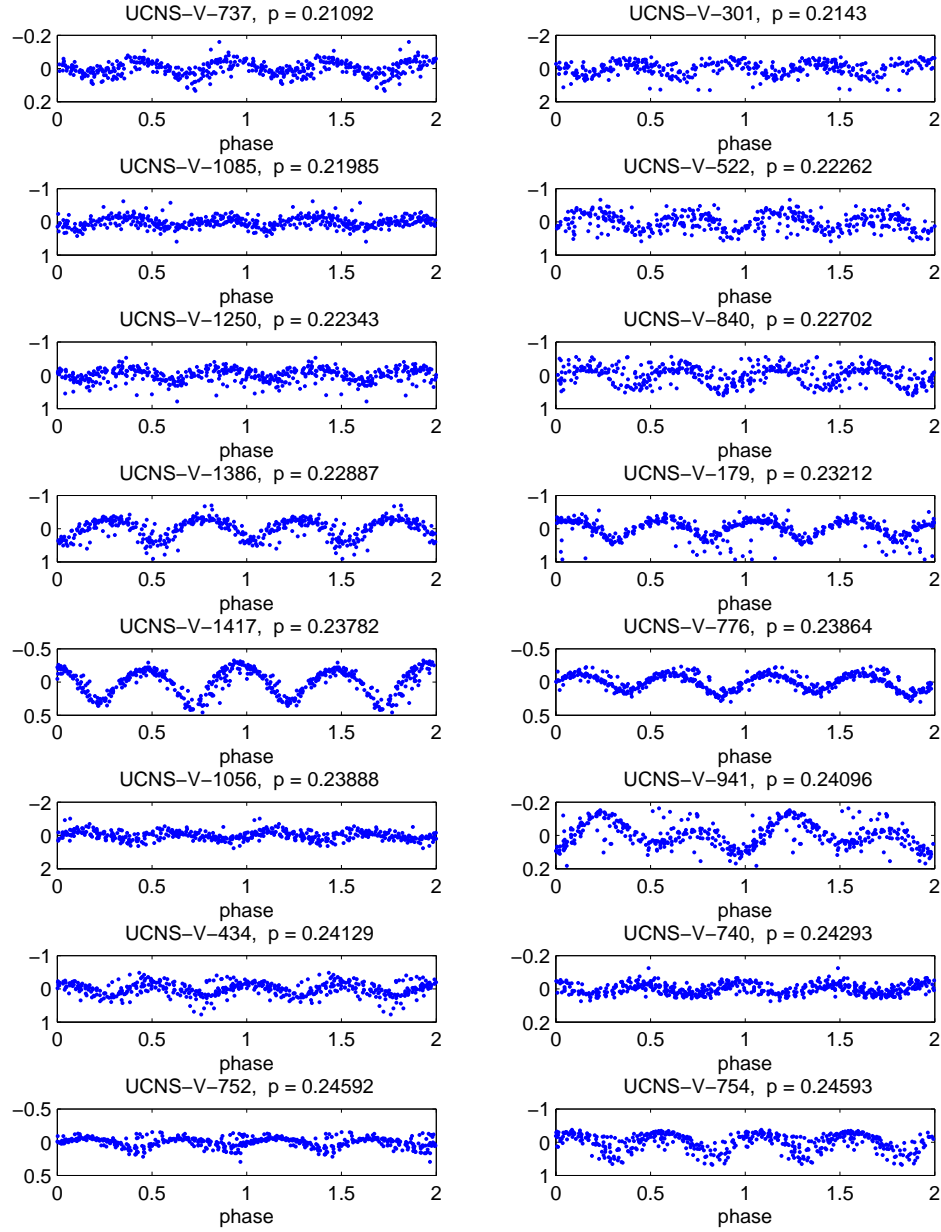 UCNS−V−737, p = 0.21092
−0.2
0
0.2
0 0.5 1 1.5 2
phase
UCNS−V−301, p = 0.2143
−2
0
2
0 0.5 1 1.5 2
phase
UCNS−V−1085, p = 0.21985
−1
0
1
0 0.5 1 1.5 2
phase
UCNS−V−522, p = 0.22262
−1
0
1
0 0.5 1 1.5 2
phase
UCNS−V−1250, p = 0.22343
−1
0
1
0 0.5 1 1.5 2
phase
UCNS−V−840, p = 0.22702
−1
0
1
0 0.5 1 1.5 2
phase
UCNS−V−1386, p = 0.22887
−1
0
1
0 0.5 1 1.5 2
phase
UCNS−V−179, p = 0.23212
−1
0
1
0 0.5 1 1.5 2
phase
UCNS−V−1417, p = 0.23782
−0.5
0
0.5
0 0.5 1 1.5 2
phase
UCNS−V−776, p = 0.23864
−0.5
0
0.5
0 0.5 1 1.5 2
phase
UCNS−V−1056, p = 0.23888
−2
0
2
0 0.5 1 1.5 2
phase
UCNS−V−941, p = 0.24096
−0.2
0
0.2
0 0.5 1 1.5 2
phase
UCNS−V−434, p = 0.24129
−1
0
1
0 0.5 1 1.5 2
phase
UCNS−V−740, p = 0.24293
−0.2
0
0.2
0 0.5 1 1.5 2
phase
UCNS−V−752, p = 0.24592
−0.5
0
0.5
0 0.5 1 1.5 2
phase
UCNS−V−754, p = 0.24593
−1
0
1
0 0.5 1 1.5 2
phase